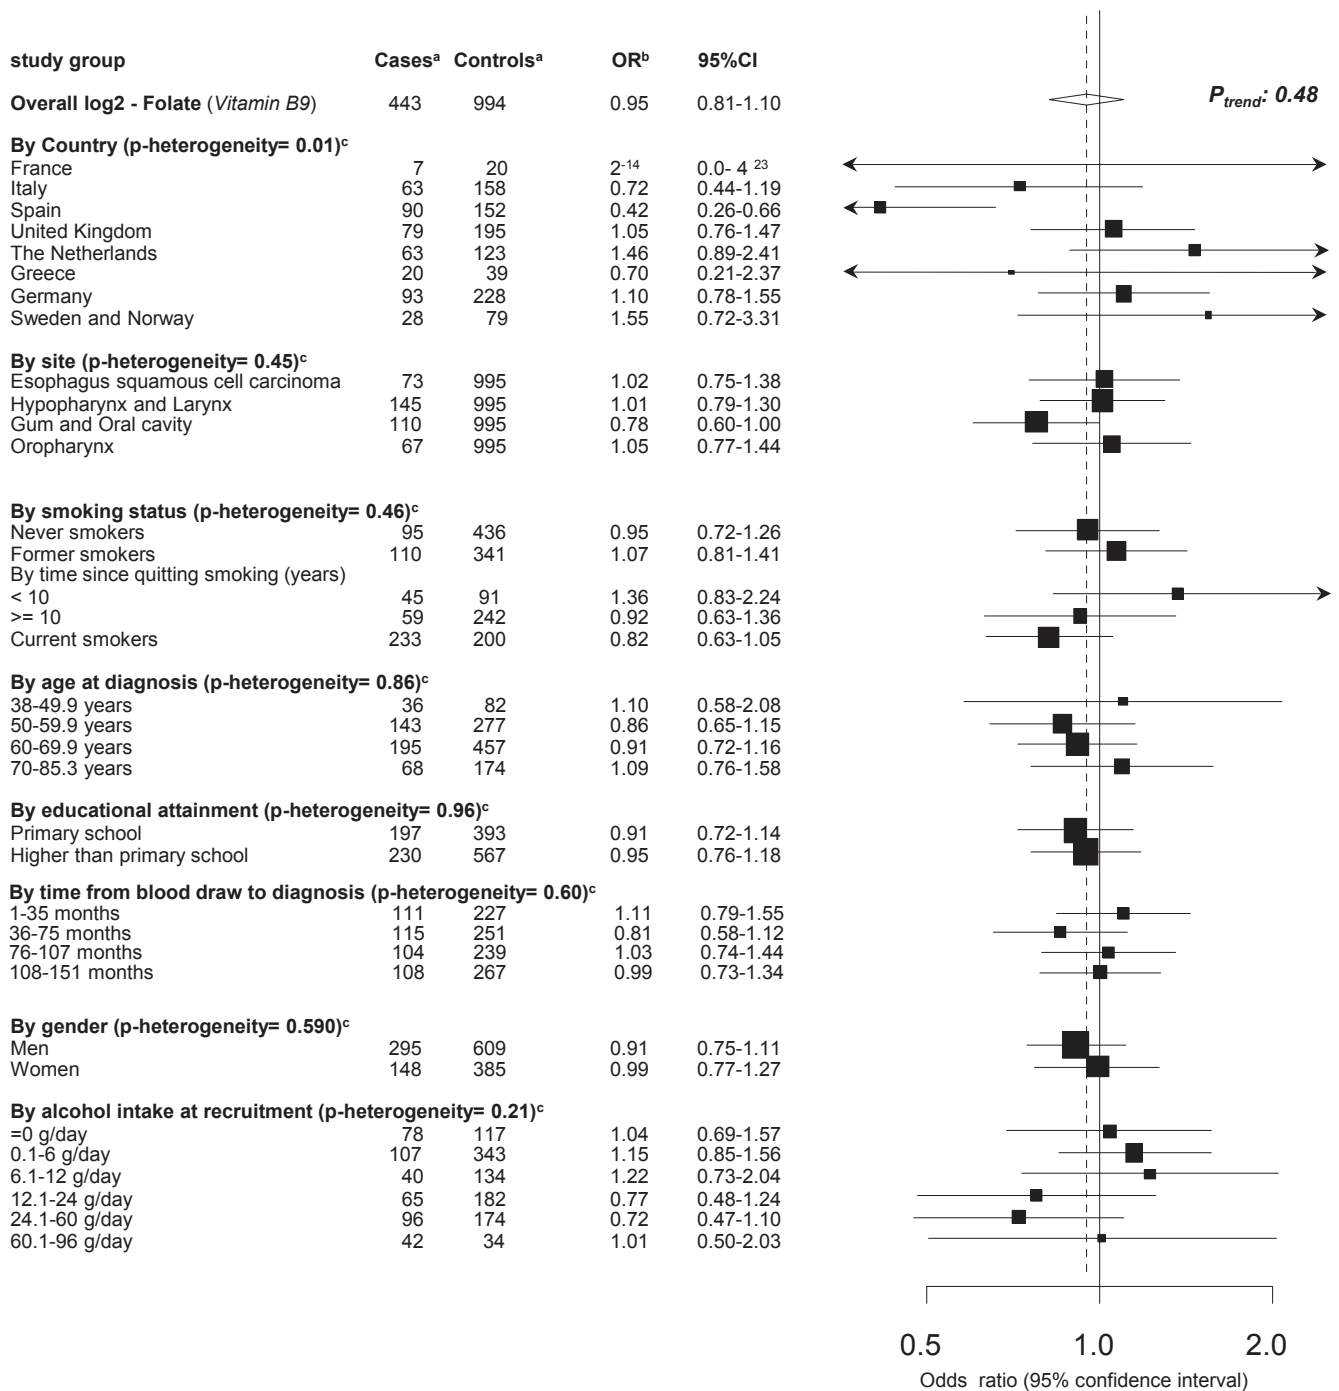 study group Casesᵃ Controlsᵃ ORᵇ 95%CI
Overall log2 - Folate (Vitamin B9) 443 994 0.95 0.81-1.10 P_trend: 0.48
By Country (p-heterogeneity= 0.01)ᶜ
France 7 20 2⁻¹⁴ 0.0- 4 ²³
Italy 63 158 0.72 0.44-1.19
Spain 90 152 0.42 0.26-0.66
United Kingdom 79 195 1.05 0.76-1.47
The Netherlands 63 123 1.46 0.89-2.41
Greece 20 39 0.70 0.21-2.37
Germany 93 228 1.10 0.78-1.55
Sweden and Norway 28 79 1.55 0.72-3.31
By site (p-heterogeneity= 0.45)ᶜ
Esophagus squamous cell carcinoma 73 995 1.02 0.75-1.38
Hypopharynx and Larynx 145 995 1.01 0.79-1.30
Gum and Oral cavity 110 995 0.78 0.60-1.00
Oropharynx 67 995 1.05 0.77-1.44
By smoking status (p-heterogeneity= 0.46)ᶜ
Never smokers 95 436 0.95 0.72-1.26
Former smokers 110 341 1.07 0.81-1.41
By time since quitting smoking (years)
< 10 45 91 1.36 0.83-2.24
>= 10 59 242 0.92 0.63-1.36
Current smokers 233 200 0.82 0.63-1.05
By age at diagnosis (p-heterogeneity= 0.86)ᶜ
38-49.9 years 36 82 1.10 0.58-2.08
50-59.9 years 143 277 0.86 0.65-1.15
60-69.9 years 195 457 0.91 0.72-1.16
70-85.3 years 68 174 1.09 0.76-1.58
By educational attainment (p-heterogeneity= 0.96)ᶜ
Primary school 197 393 0.91 0.72-1.14
Higher than primary school 230 567 0.95 0.76-1.18
By time from blood draw to diagnosis (p-heterogeneity= 0.60)ᶜ
1-35 months 111 227 1.11 0.79-1.55
36-75 months 115 251 0.81 0.58-1.12
76-107 months 104 239 1.03 0.74-1.44
108-151 months 108 267 0.99 0.73-1.34
By gender (p-heterogeneity= 0.590)ᶜ
Men 295 609 0.91 0.75-1.11
Women 148 385 0.99 0.77-1.27
By alcohol intake at recruitment (p-heterogeneity= 0.21)ᶜ
=0 g/day 78 117 1.04 0.69-1.57
0.1-6 g/day 107 343 1.15 0.85-1.56
6.1-12 g/day 40 134 1.22 0.73-2.04
12.1-24 g/day 65 182 0.77 0.48-1.24
24.1-60 g/day 96 174 0.72 0.47-1.10
60.1-96 g/day 42 34 1.01 0.50-2.03
0.5 1.0 2.0
Odds ratio (95% confidence interval)